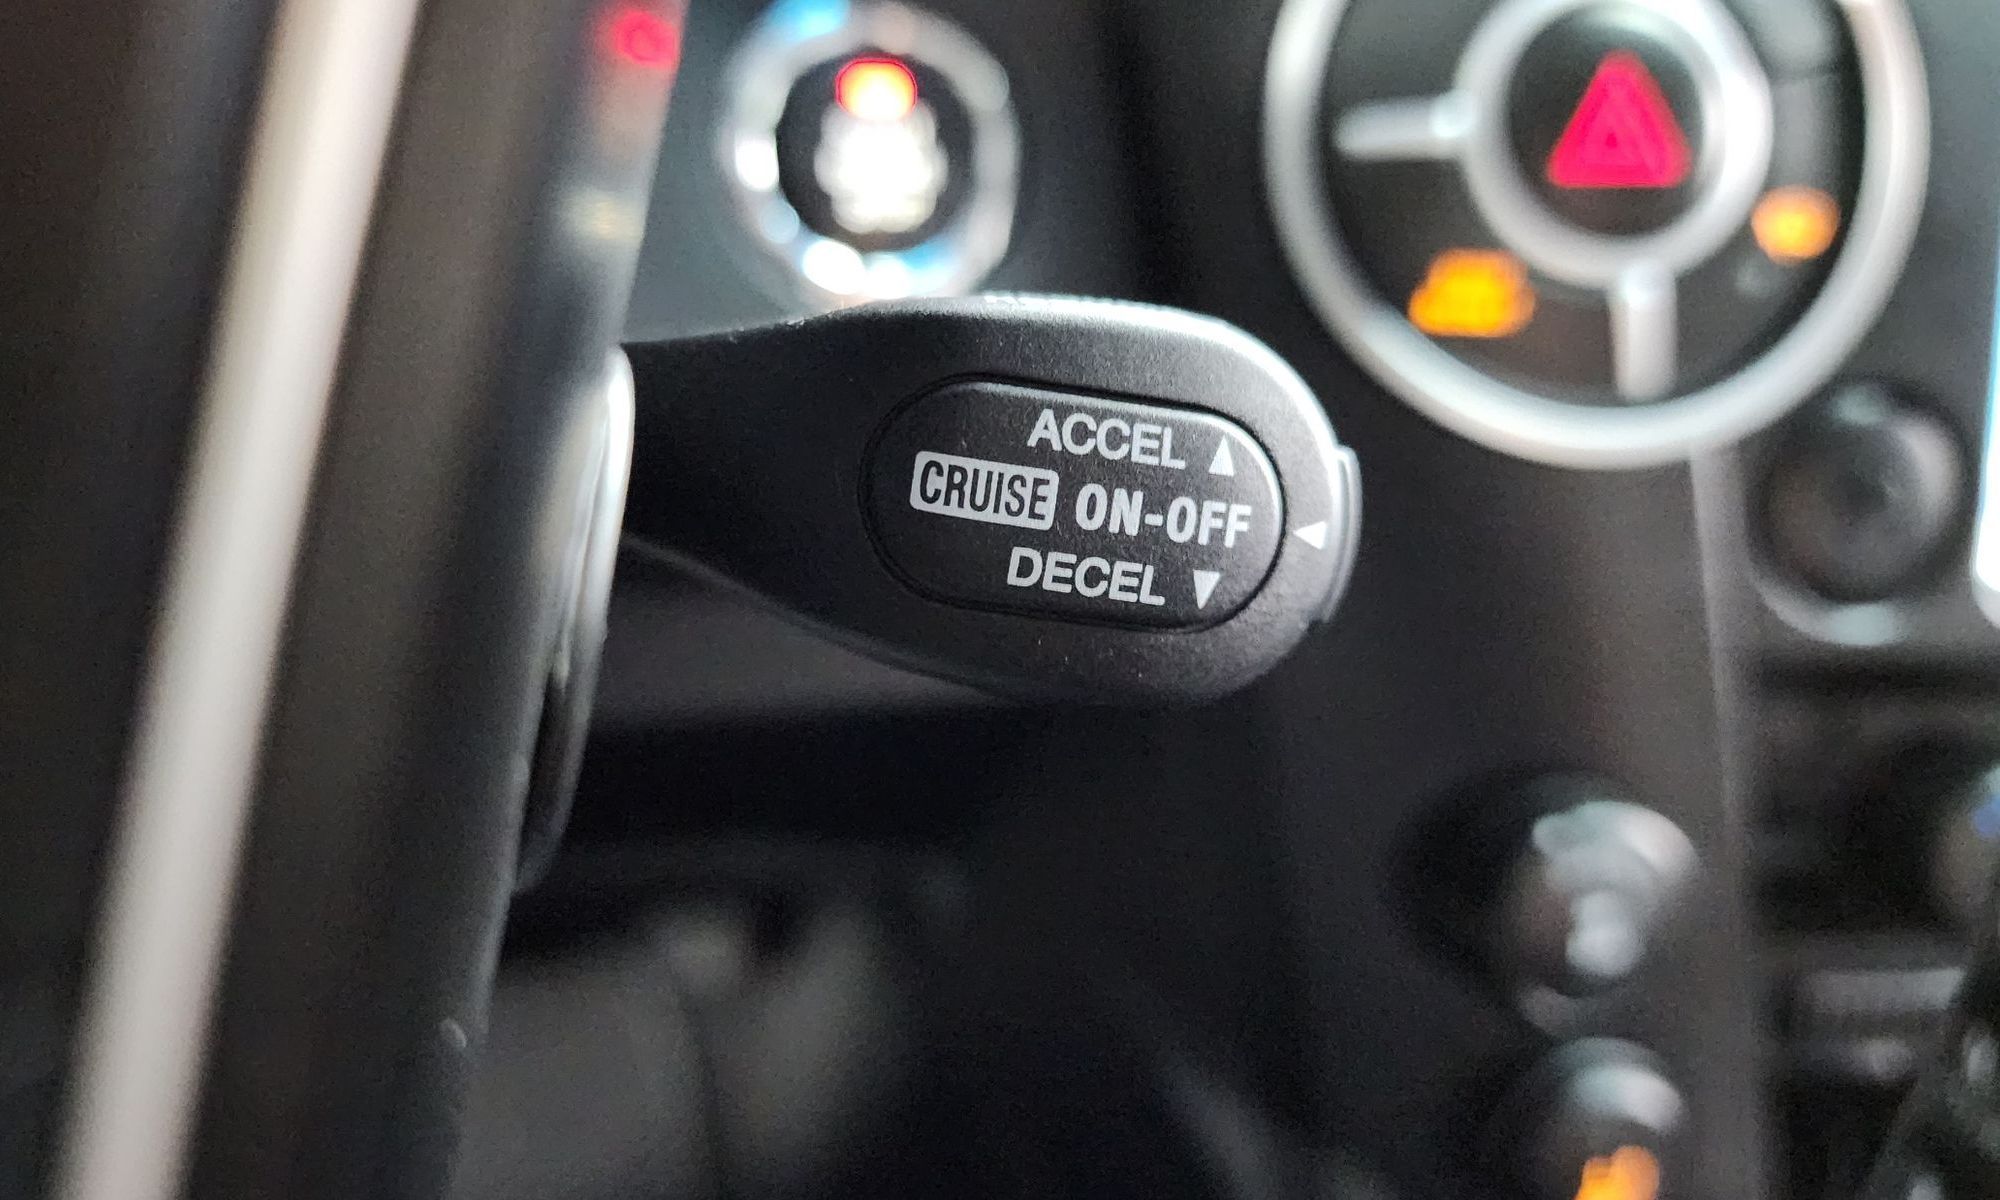 ACCEL ▲
CRUISE ON-OFF
DECEL ▼